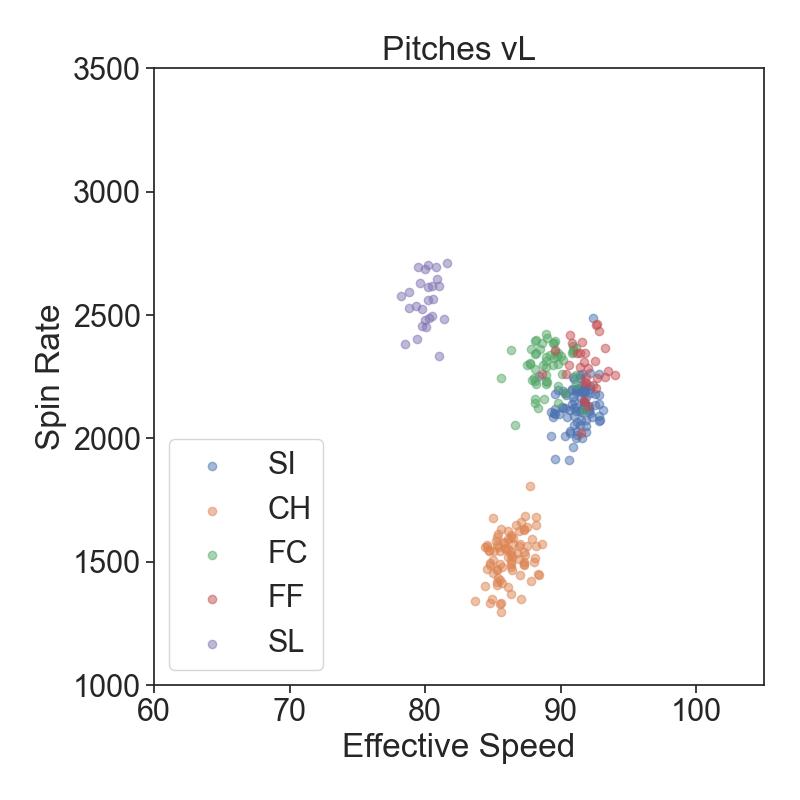 Pitches vL
3500
3000
2500
2000
1500
1000
Spin Rate
SI
CH
FC
FF
SL
60 70 80 90 100
Effective Speed